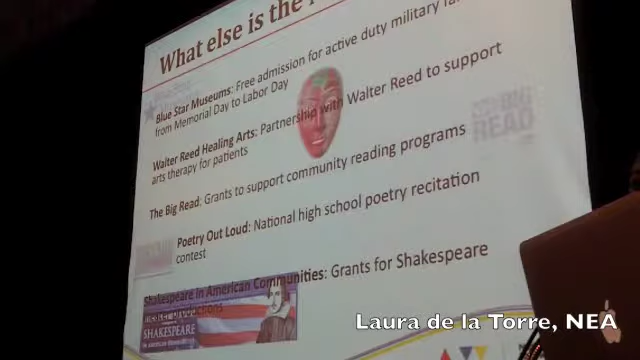 What else is the
Blue Star Museums: Free admission for active duty military
from Memorial Day to Labor Day
Walter Reed Healing Arts: Partnership with Walter Reed to support
arts therapy for patients
BIG
READ
The Big Read: Grants to support community reading programs
Poetry Out Loud: National high school poetry recitation
contest
Shakespeare in American Communities: Grants for Shakespeare
theater productions
SHAKESPEARE
in American Communities
Laura de la Torre, NEA